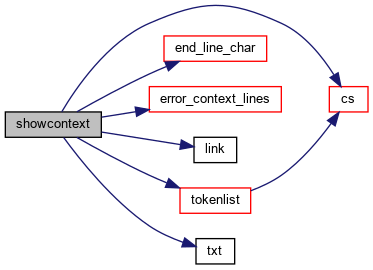 end_line_char
error_context_lines
cs
showcontext
link
tokenlist
txt